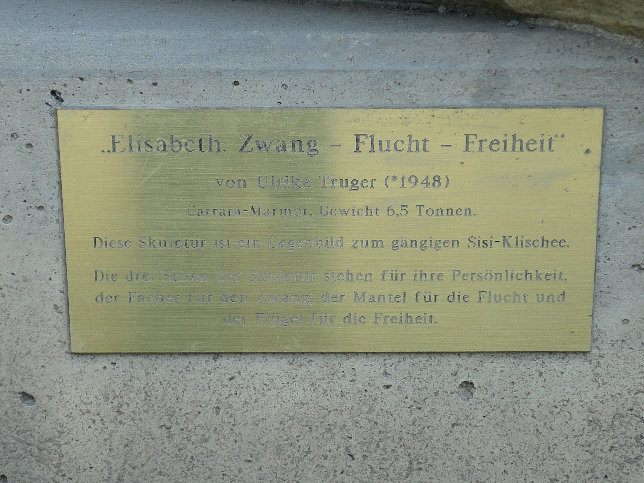 „Elisabeth: Zwang – Flucht – Freiheit“
von Ulrike Truger (*1948)
Carrara-Marmor, Gewicht 6,5 Tonnen.
Diese Skulptur ist ein Gegenbild zum gängigen Sisi-Klischee.
Die drei Seiten der Skulptur stehen für ihre Persönlichkeit,
der Fächer für den Zwang, der Mantel für die Flucht und
der Flügel für die Freiheit.